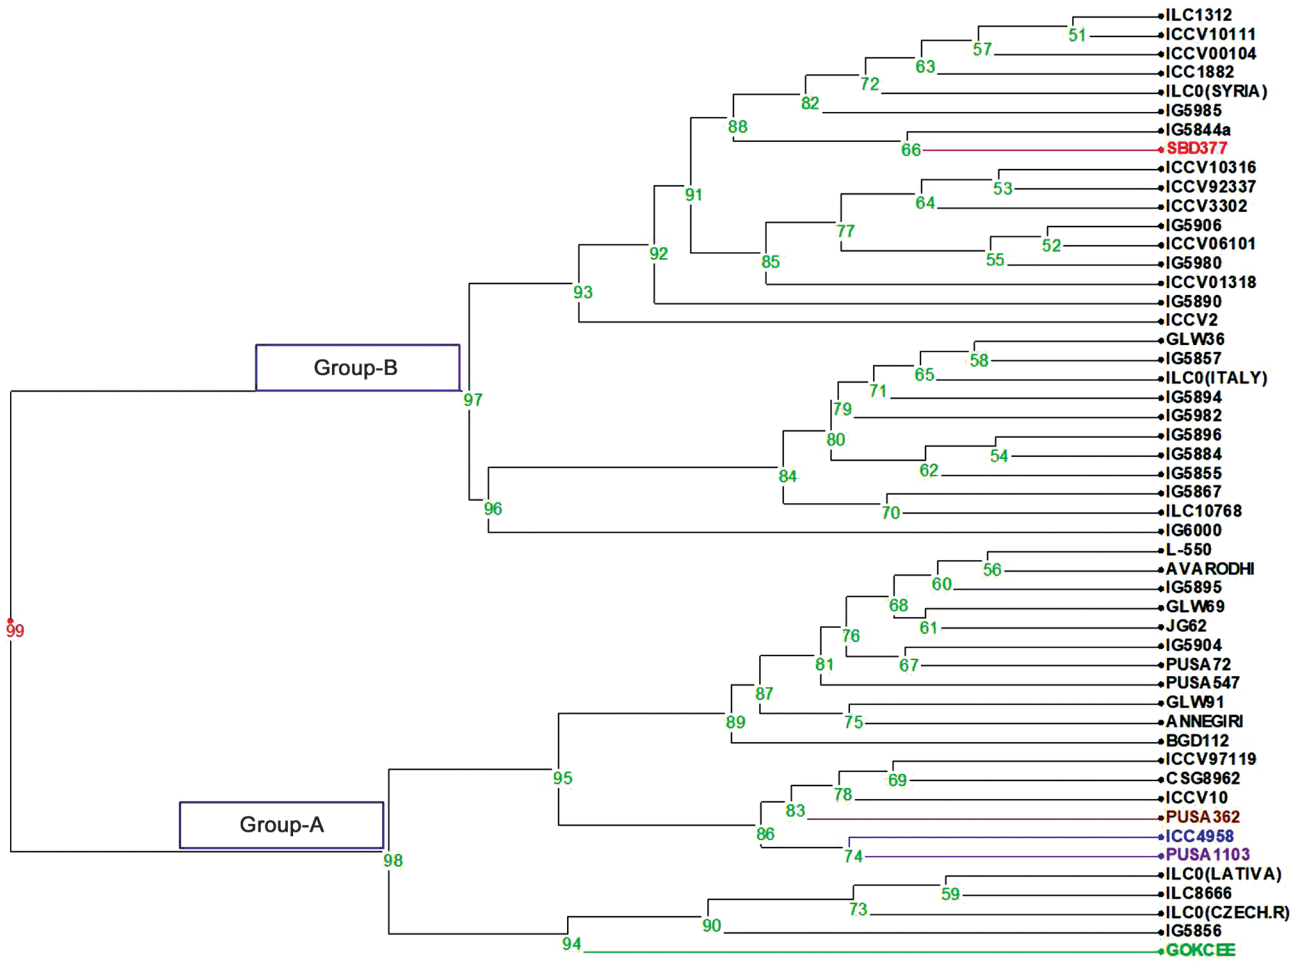 ILC1312
ICCV10111
51
ICCV00104
57
ICC1882
63
ILC0(SYRIA)
72
IG5985
82
IG5844a
88
SBD377
66
ICCV10316
ICCV92337
53
91
ICCV3302
64
IG5906
77
ICCV06101
52
92
IG5980
55
85
ICCV01318
93
IG5890
ICCV2
GLW36
Group-B
IG5857
58
ILC0(ITALY)
65
IG5894
71
97
IG5982
79
IG5896
80
IG5884
54
IG5855
62
84
IG5867
ILC10768
70
96
IG6000
L-550
AVARODHI
56
IG5895
60
GLW69
68
JG62
61
99
IG5904
76
PUSA72
67
81
PUSA547
87
GLW91
ANNEGIRI
75
89
BGD112
ICCV97119
CSG8962
69
95
ICCV10
78
PUSA362
83
Group-A
ICC4958
86
PUSA1103
74
98
ILC0(LATIVA)
ILC8666
59
ILC0(CZECH.R)
73
IG5856
90
GOKCEE
94